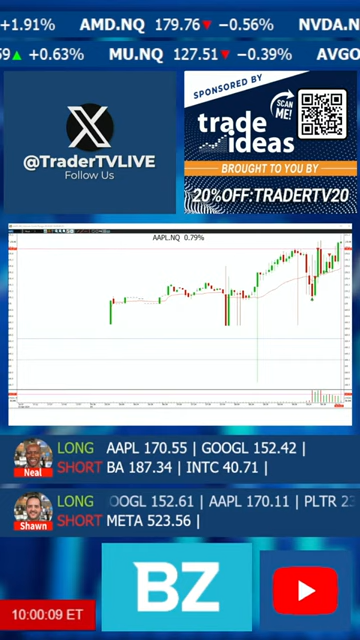 +1.91% AMD.NQ 179.76▼ −0.56% NVDA.N
59▲ +0.63% MU.NQ 127.51▼ −0.39% AVGO
SPONSORED BY
SCAN ME!
trade ideas
BROUGHT TO YOU BY
20%OFF:TRADERTV20
X
@TraderTVLIVE
Follow Us
AAPL.NQ 0.79%
Neal
LONG AAPL 170.55 | GOOGL 152.42 |
SHORT BA 187.34 | INTC 40.71 |
Shawn
LONG OOGL 152.61 | AAPL 170.11 | PLTR 23
SHORT META 523.56 |
BZ
10:00:09 ET